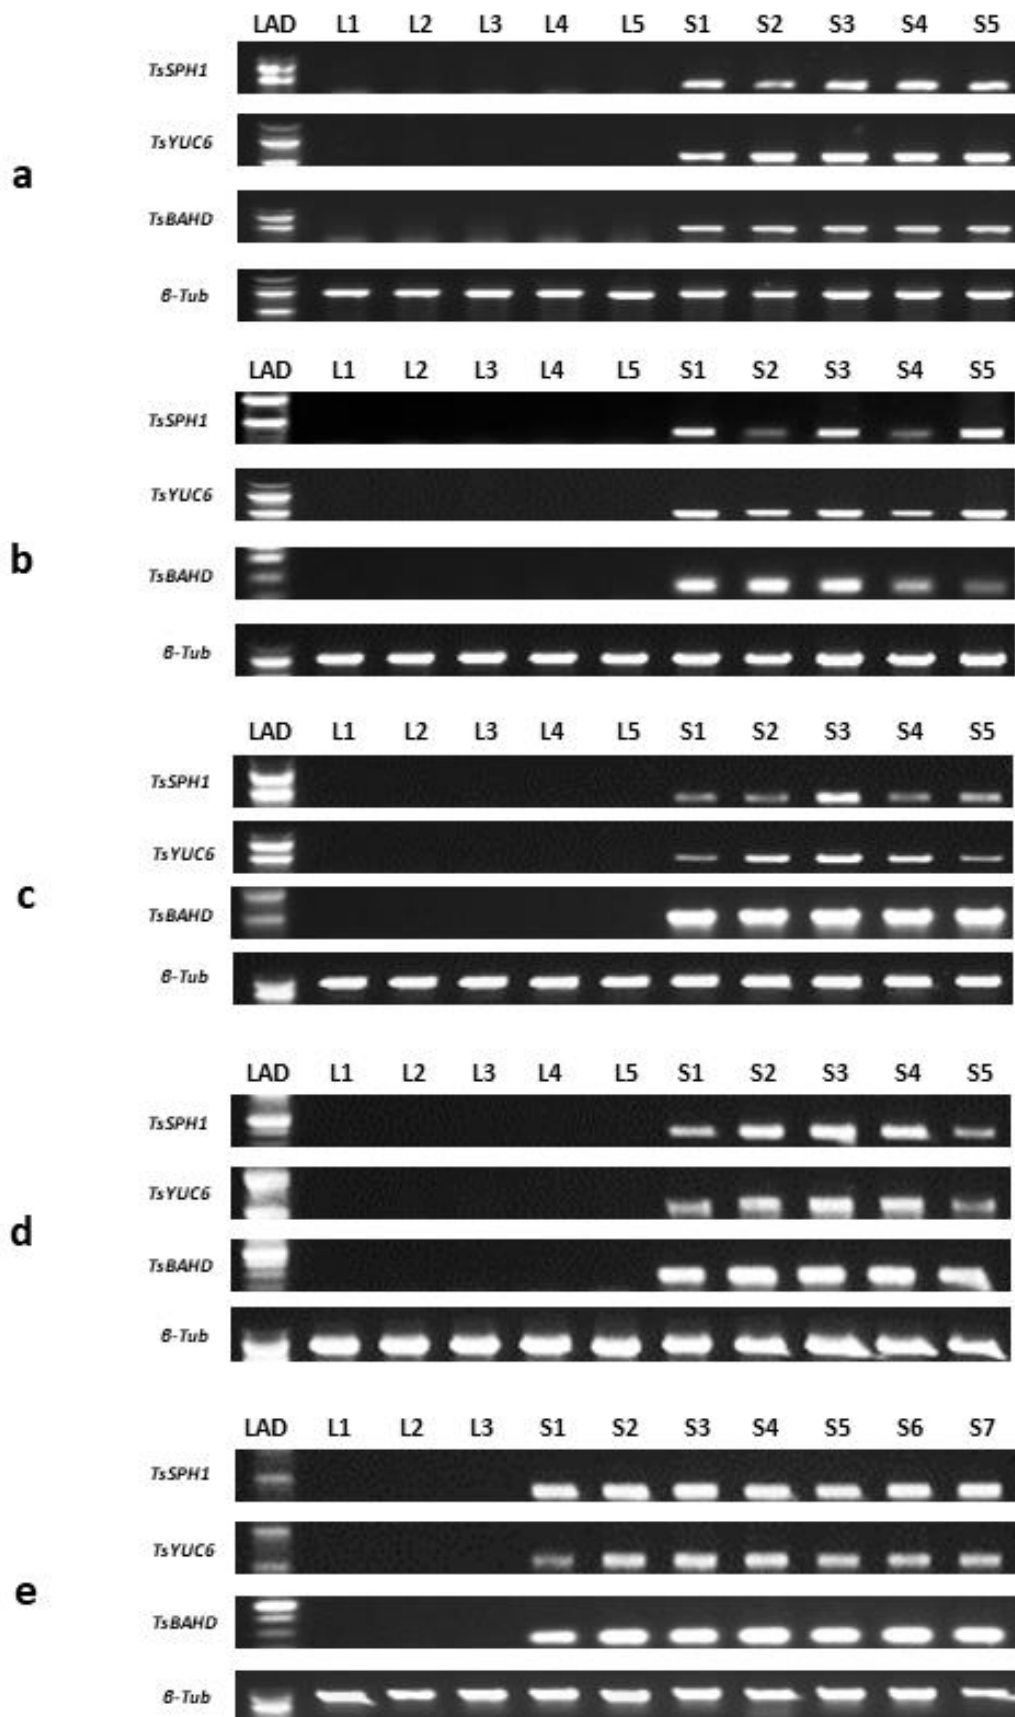 LAD L1 L2 L3 L4 L5 S1 S2 S3 S4 S5
TsSPH1
TsYUC6
a
TsBAHD
β-Tub
LAD L1 L2 L3 L4 L5 S1 S2 S3 S4 S5
TsSPH1
TsYUC6
b
TsBAHD
β-Tub
LAD L1 L2 L3 L4 L5 S1 S2 S3 S4 S5
TsSPH1
TsYUC6
c
TsBAHD
β-Tub
LAD L1 L2 L3 L4 L5 S1 S2 S3 S4 S5
TsSPH1
TsYUC6
d
TsBAHD
β-Tub
LAD L1 L2 L3 S1 S2 S3 S4 S5 S6 S7
TsSPH1
TsYUC6
e
TsBAHD
β-Tub